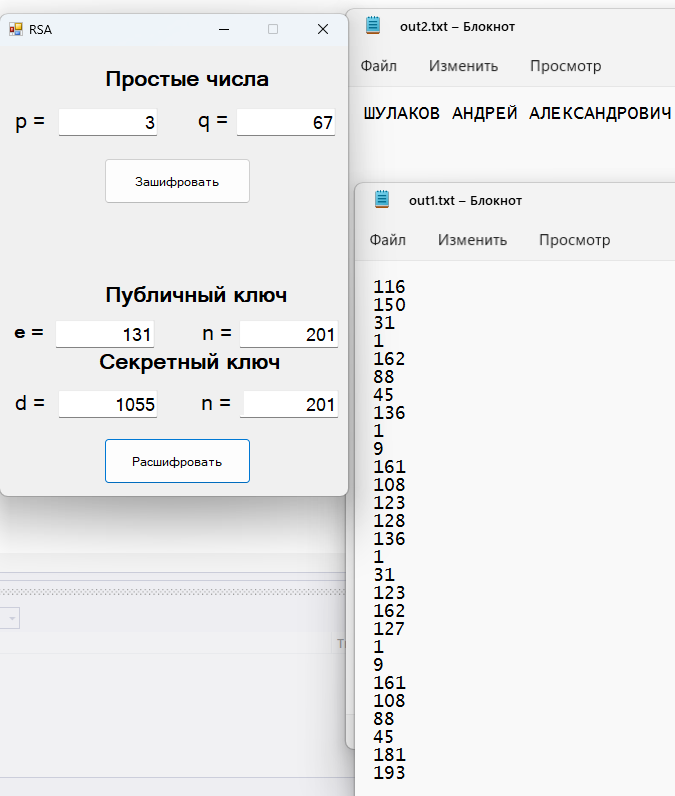 RSA
Простые числа
p = 3 q = 67
Зашифровать
Публичный ключ
e = 131 n = 201
Секретный ключ
d = 1055 n = 201
Расшифровать
out2.txt – Блокнот
Файл Изменить Просмотр
ШУЛАКОВ АНДРЕЙ АЛЕКСАНДРОВИЧ
out1.txt – Блокнот
Файл Изменить Просмотр
116
150
31
1
162
88
45
136
1
9
161
108
123
128
136
1
31
123
162
127
1
9
161
108
88
45
181
193